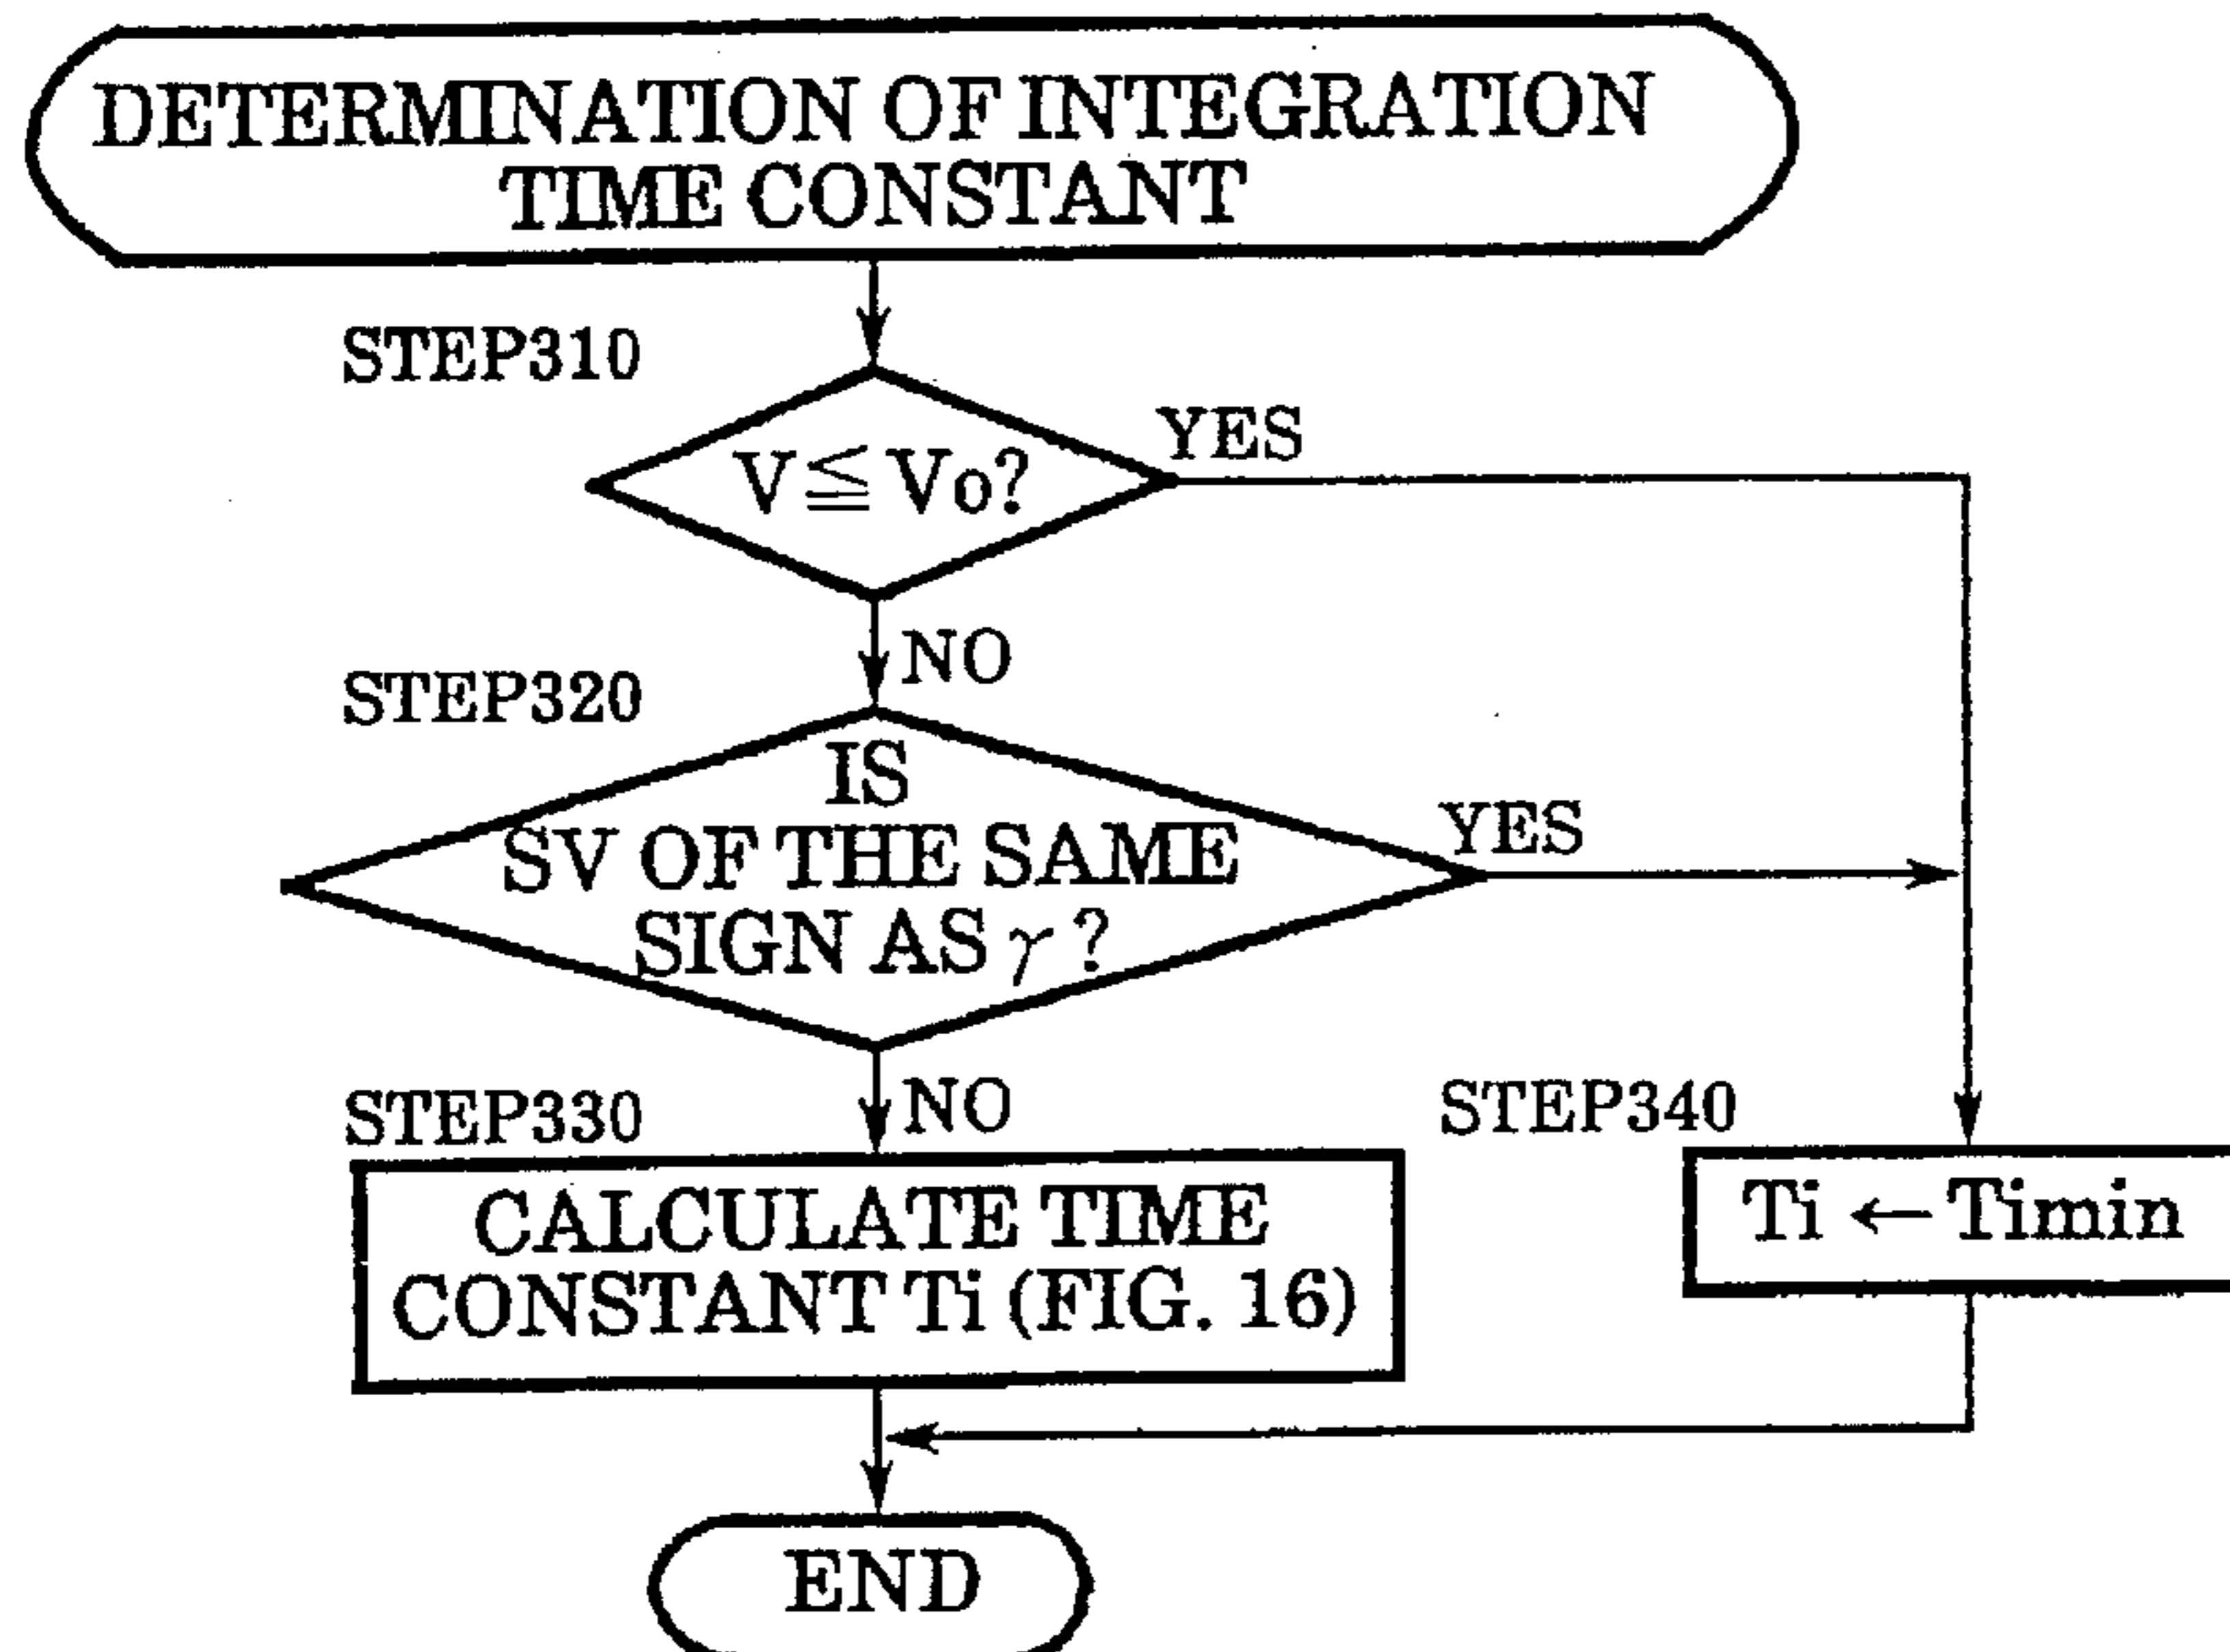 DETERMINATION OF INTEGRATION
TIME CONSTANT
STEP310
V≦Vo?
YES
NO
STEP320
IS
SV OF THE SAME
SIGN AS γ?
YES
NO
STEP330
CALCULATE TIME
CONSTANT Ti (FIG. 16)
STEP340
Ti ← Timin
END